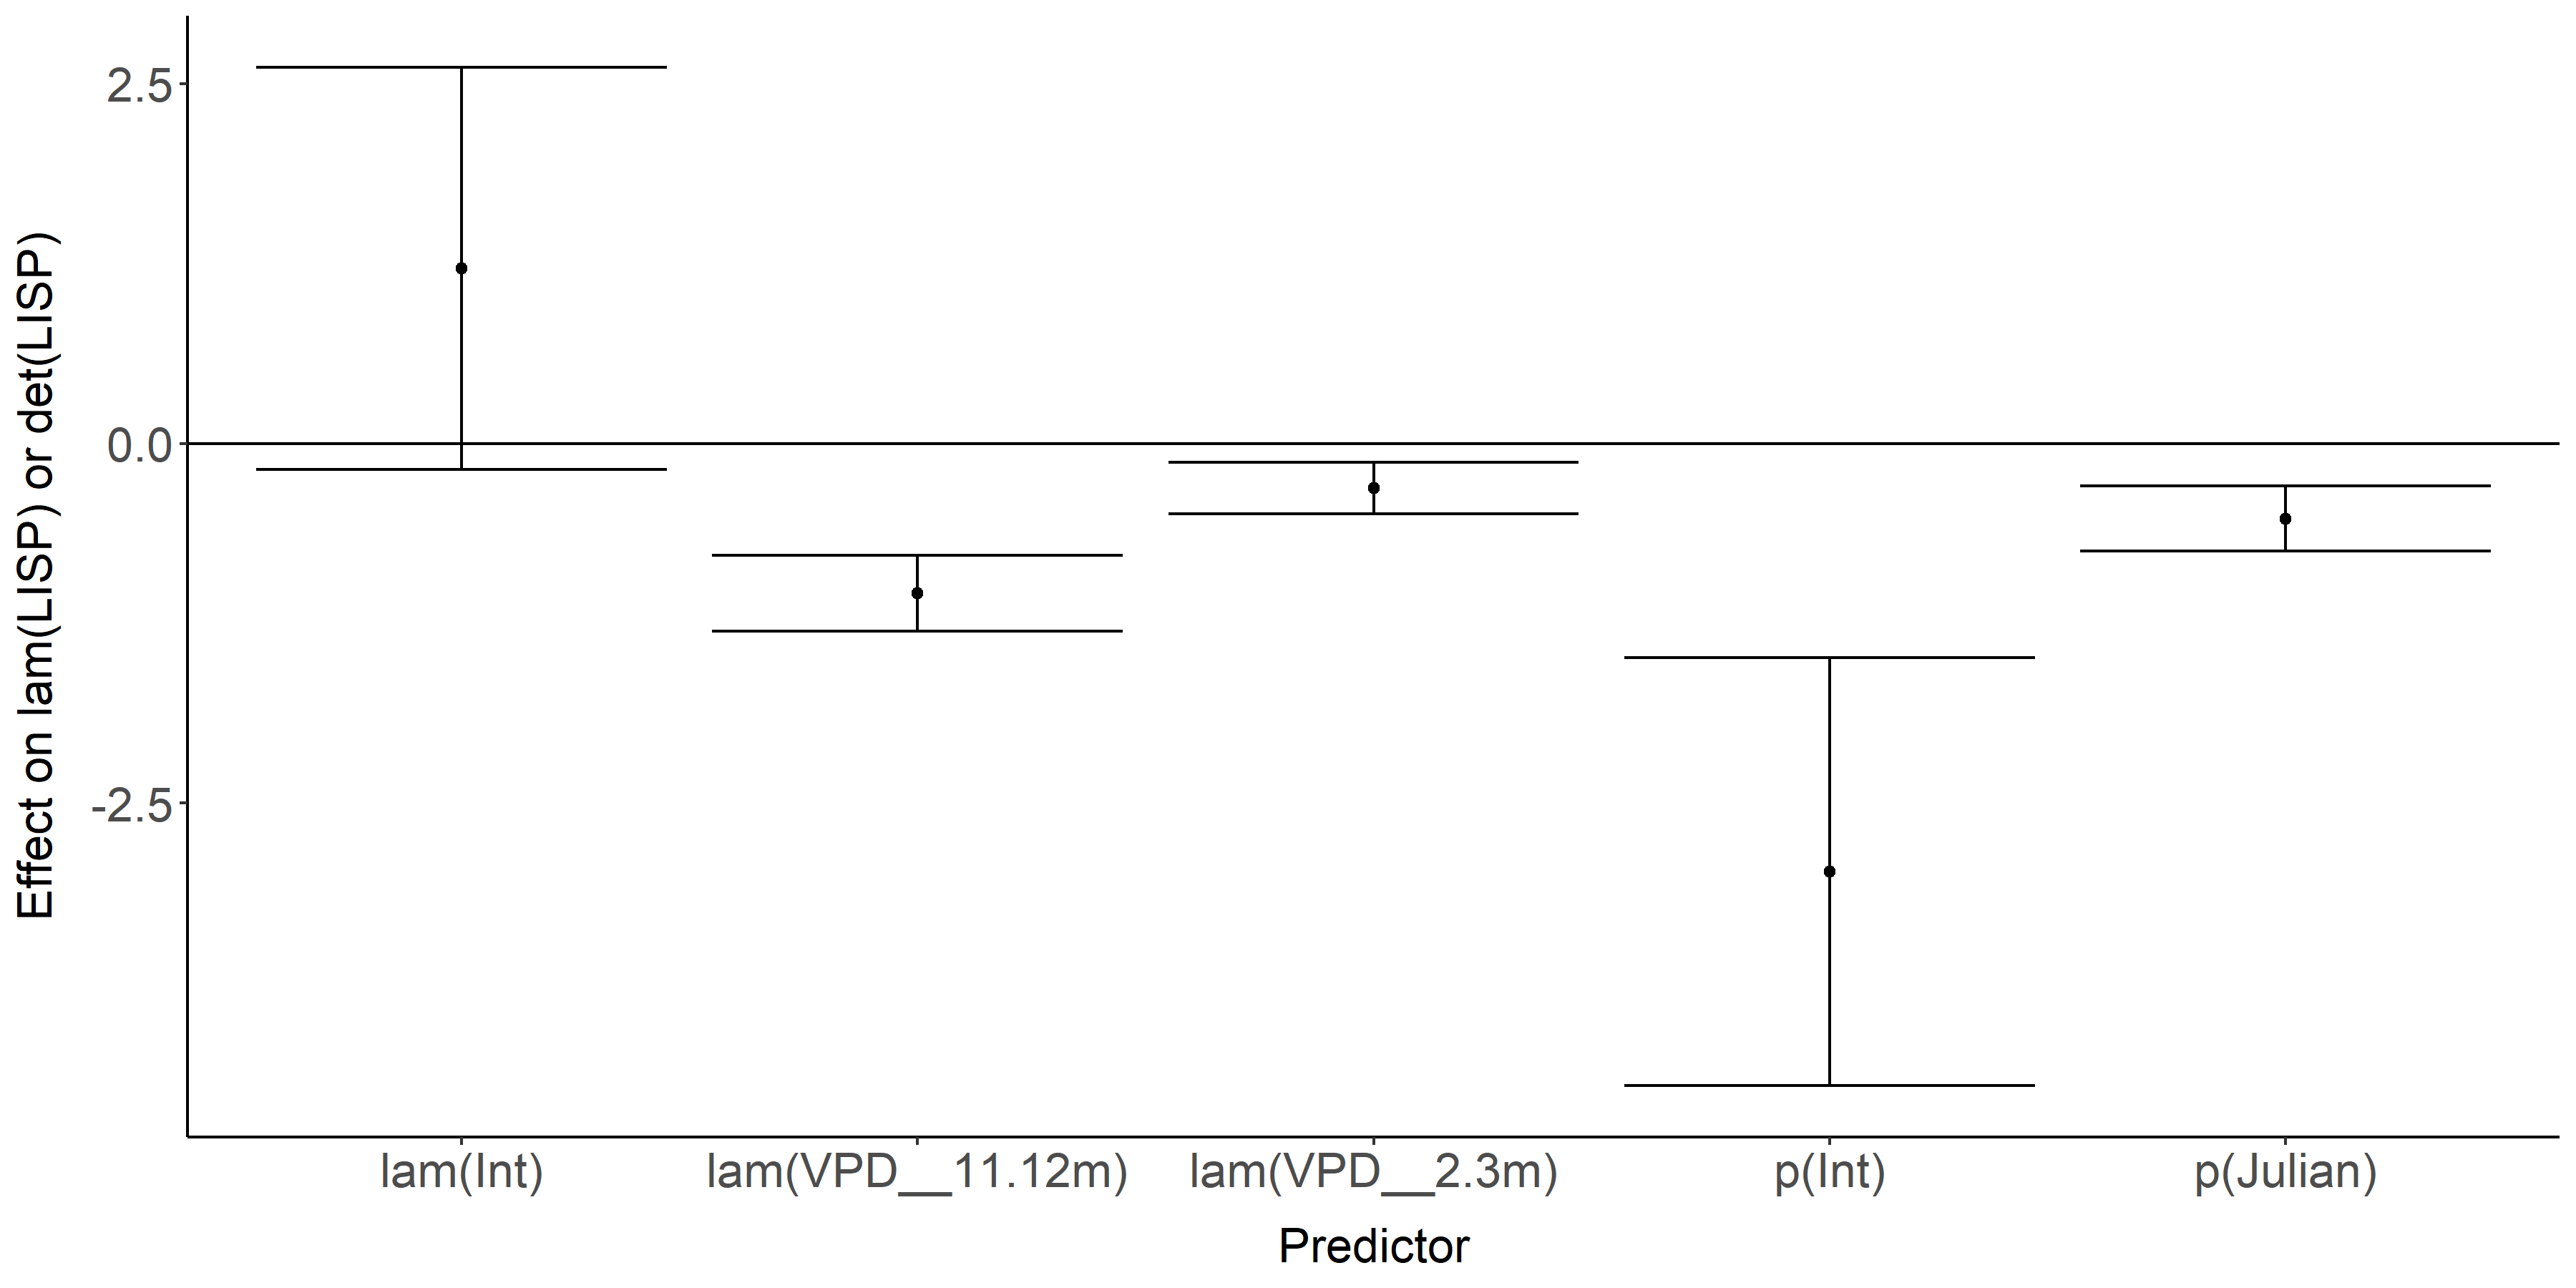 Effect on lam(LISP) or det(LISP)
2.5
0.0
-2.5
lam(Int)
lam(VPD__11.12m)
lam(VPD__2.3m)
p(Int)
p(Julian)
Predictor